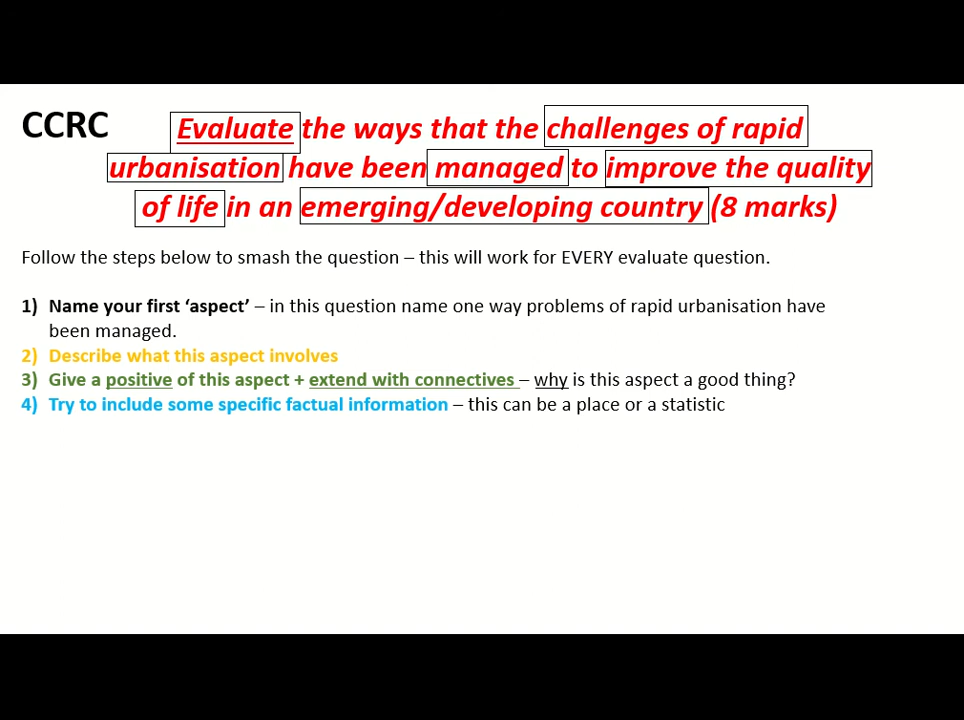 CCRC
Evaluate the ways that the challenges of rapid
urbanisation have been managed to improve the quality
of life in an emerging/developing country (8 marks)
Follow the steps below to smash the question – this will work for EVERY evaluate question.
1) Name your first ‘aspect’ – in this question name one way problems of rapid urbanisation have
been managed.
2) Describe what this aspect involves
3) Give a positive of this aspect + extend with connectives – why is this aspect a good thing?
4) Try to include some specific factual information – this can be a place or a statistic